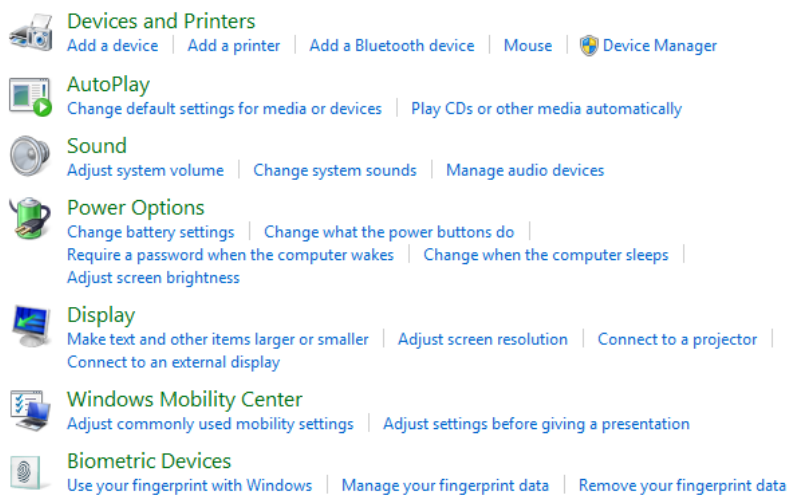 Devices and Printers
Add a device | Add a printer | Add a Bluetooth device | Mouse | Device Manager
AutoPlay
Change default settings for media or devices | Play CDs or other media automatically
Sound
Adjust system volume | Change system sounds | Manage audio devices
Power Options
Change battery settings | Change what the power buttons do |
Require a password when the computer wakes | Change when the computer sleeps |
Adjust screen brightness
Display
Make text and other items larger or smaller | Adjust screen resolution | Connect to a projector |
Connect to an external display
Windows Mobility Center
Adjust commonly used mobility settings | Adjust settings before giving a presentation
Biometric Devices
Use your fingerprint with Windows | Manage your fingerprint data | Remove your fingerprint data